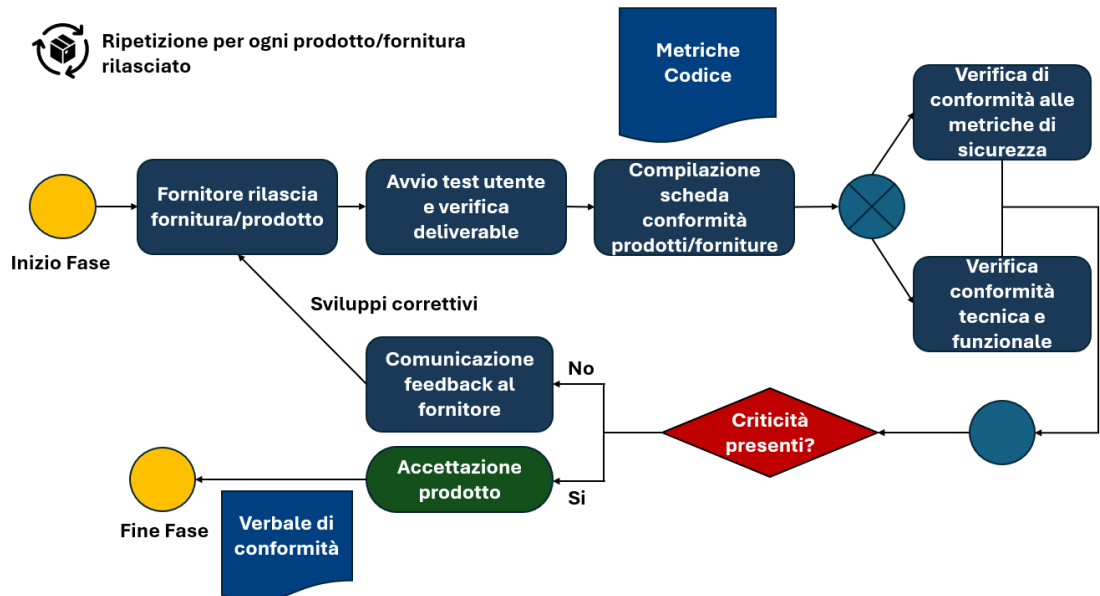 Ripetizione per ogni prodotto/fornitura
rilasciato
Metriche
Codice
Verifica di
conformità alle
metriche di
sicurezza
Inizio Fase
Fornitore rilascia
fornitura/prodotto
Avvio test utente
e verifica
deliverable
Compilazione
scheda
conformità
prodotti/forniture
Verifica
conformità
tecnica e
funzionale
Sviluppi correttivi
Comunicazione
feedback al
fornitore
No
Criticità
presenti?
Accettazione
prodotto
Si
Fine Fase
Verbale di
conformità